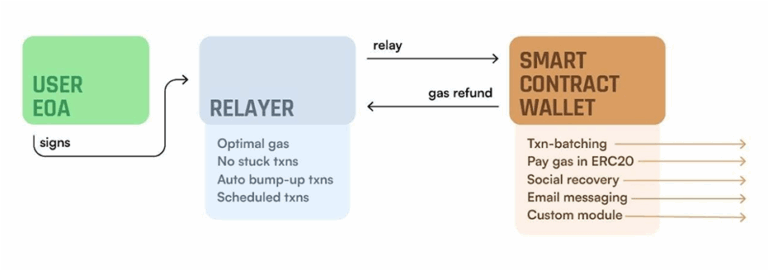 USER
EOA
signs
RELAYER
Optimal gas
No stuck txns
Auto bump-up txns
Scheduled txns
relay
gas refund
SMART
CONTRACT
WALLET
Txn-batching
Pay gas in ERC20
Social recovery
Email messaging
Custom module